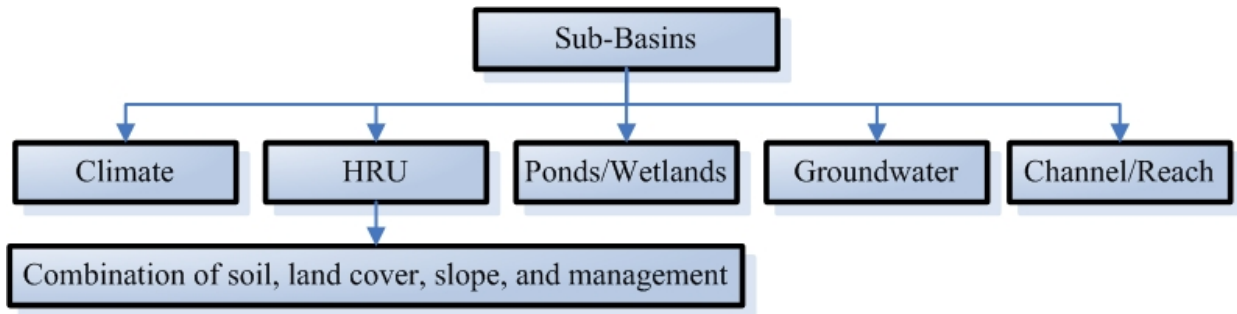 Sub-Basins
Climate
HRU
Ponds/Wetlands
Groundwater
Channel/Reach
Combination of soil, land cover, slope, and management